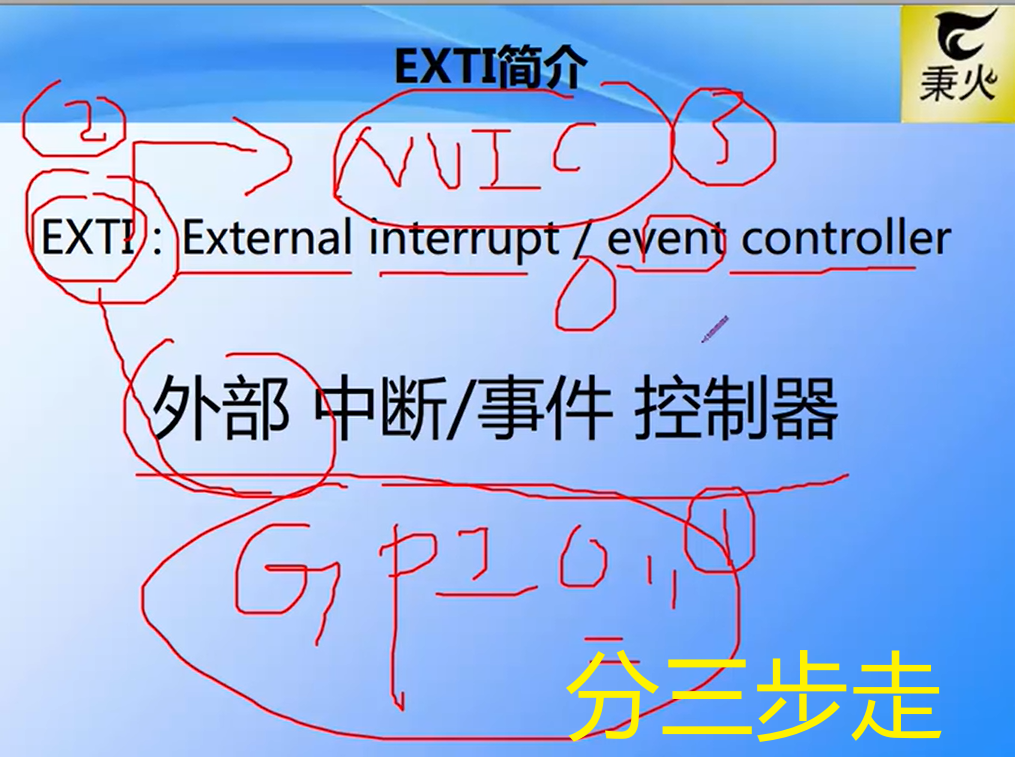 EXTI简介
秉火
2
NVIC
3
EXTI：External interrupt / event controller
外部 中断/事件 控制器
1
GPIO
分三步走